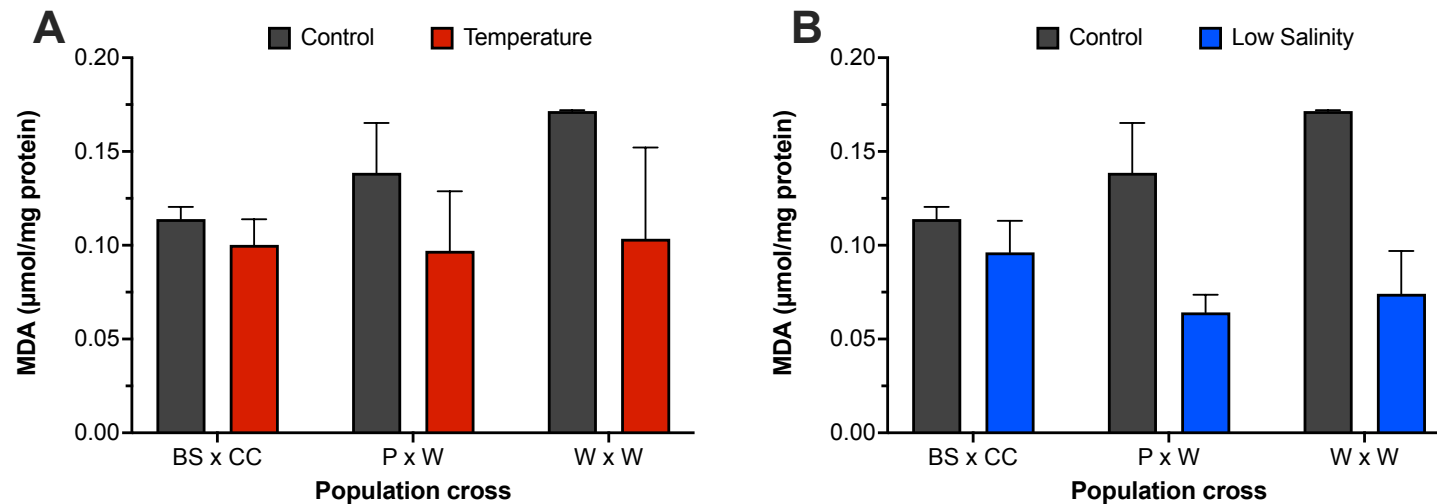 A
Control
Temperature
MDA (µmol/mg protein)
0.20
0.15
0.10
0.05
0.00
BS x CC
P x W
W x W
Population cross
B
Control
Low Salinity
MDA (µmol/mg protein)
0.20
0.15
0.10
0.05
0.00
BS x CC
P x W
W x W
Population cross